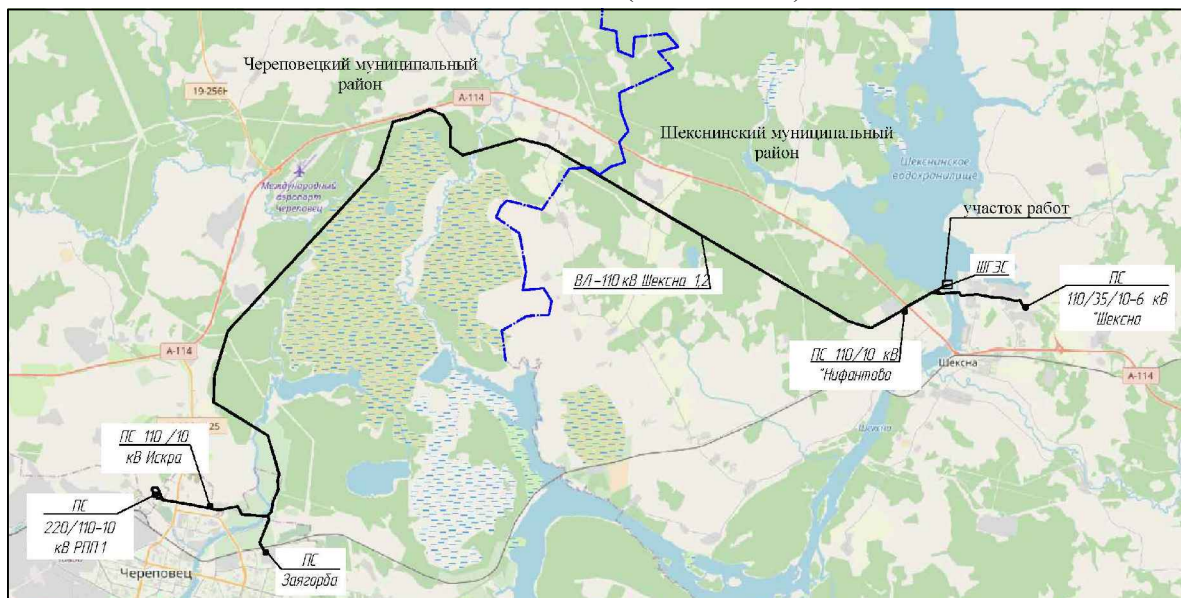 Череповецкий муниципальный
район
19-256Н
А-114
Шекснинский муниципальный
район
Шекснинское
водохранилище
Международный
аэропорт
Череповец
участок работ
ШГЭС
ВЛ-110 кВ Шексна 1,2
ПС
110/35/10-6 кВ
"Шексна
А-114
ПС 110/10 кВ
"Нифантово
Шексна
А-114
Шексна
25
ПС 110 /10
кВ Искра
ПС
220/110-10
кВ РПП 1
ПС
Заягорба
Череповец